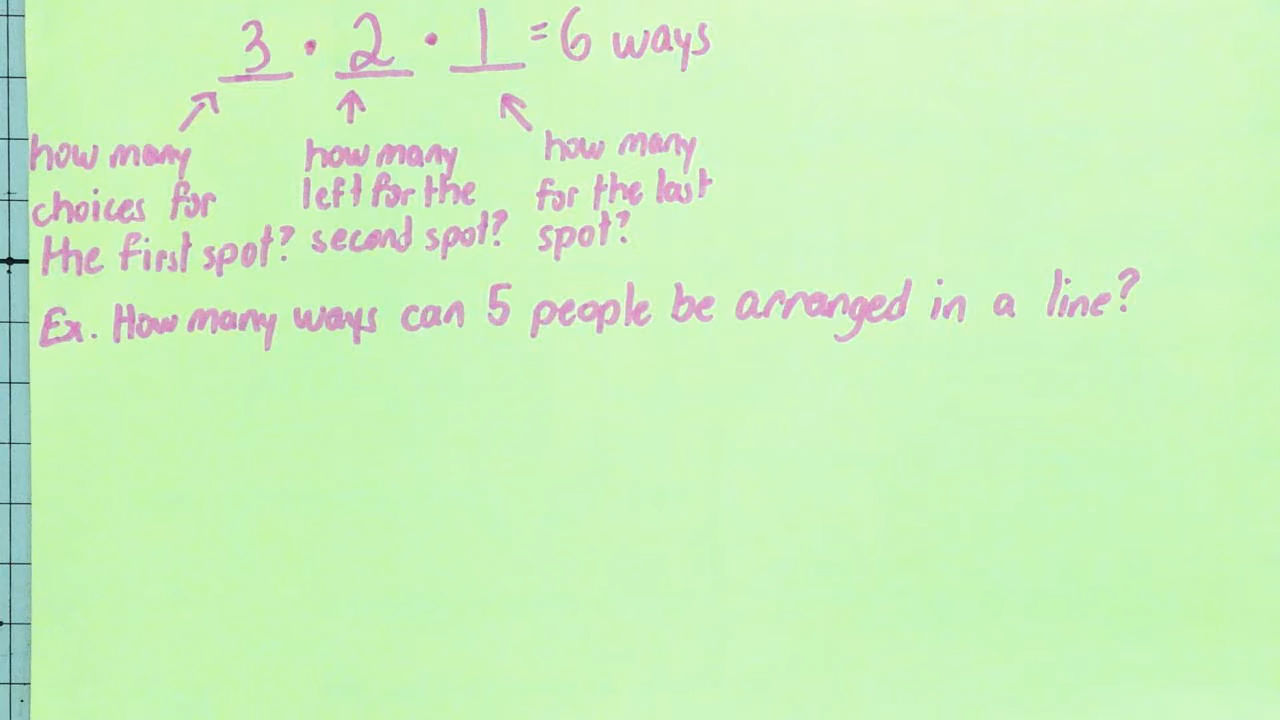 3 · 2 · 1 = 6 ways
how many choices for the first spot?
how many left for the second spot?
how many for the last spot?
Ex. How many ways can 5 people be arranged in a line?